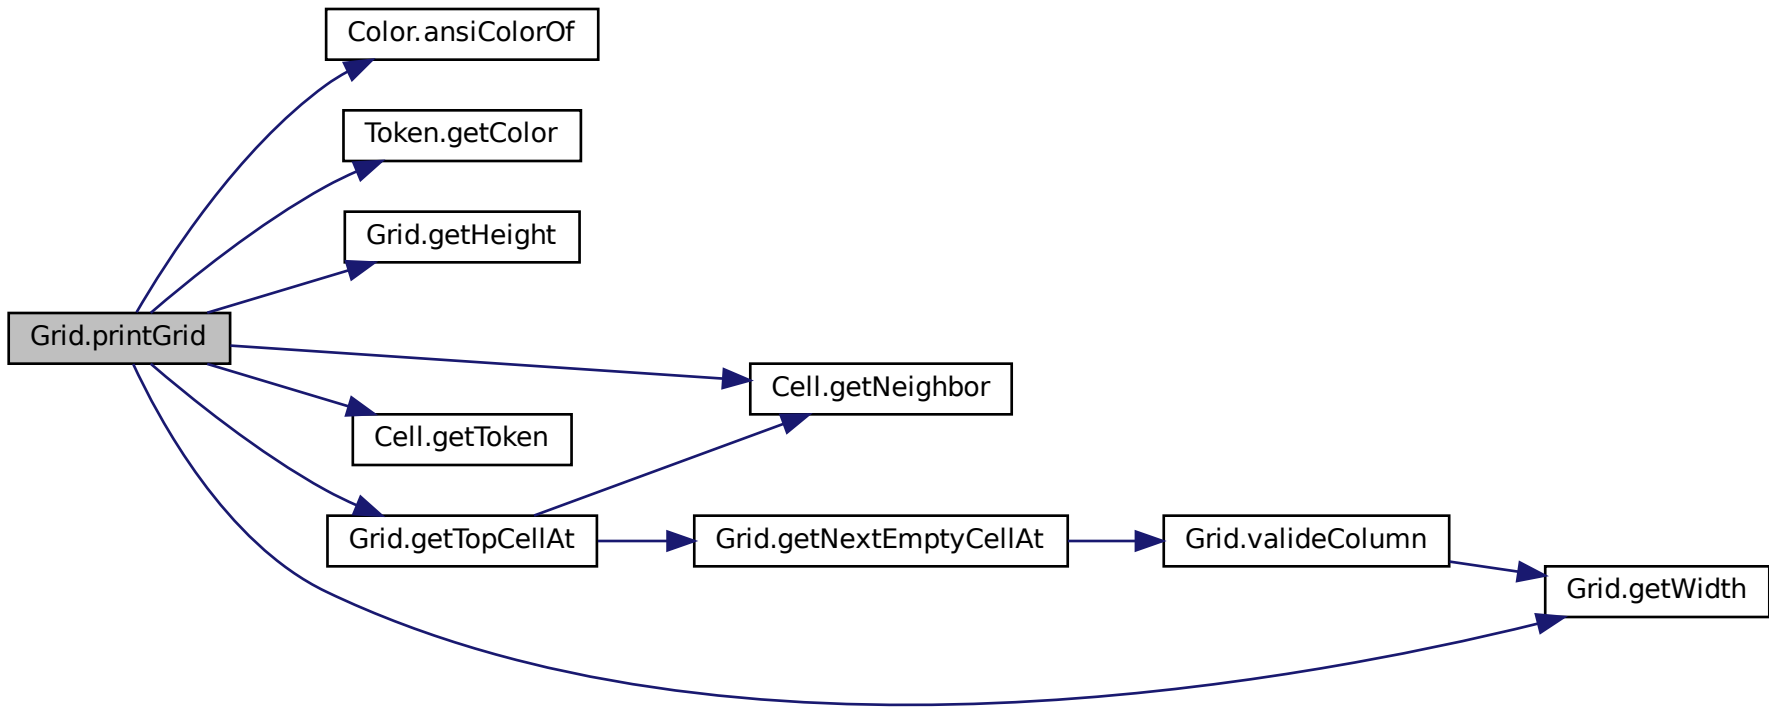 Color.ansiColorOf
Token.getColor
Grid.getHeight
Grid.printGrid
Cell.getNeighbor
Cell.getToken
Grid.getTopCellAt
Grid.getNextEmptyCellAt
Grid.valideColumn
Grid.getWidth